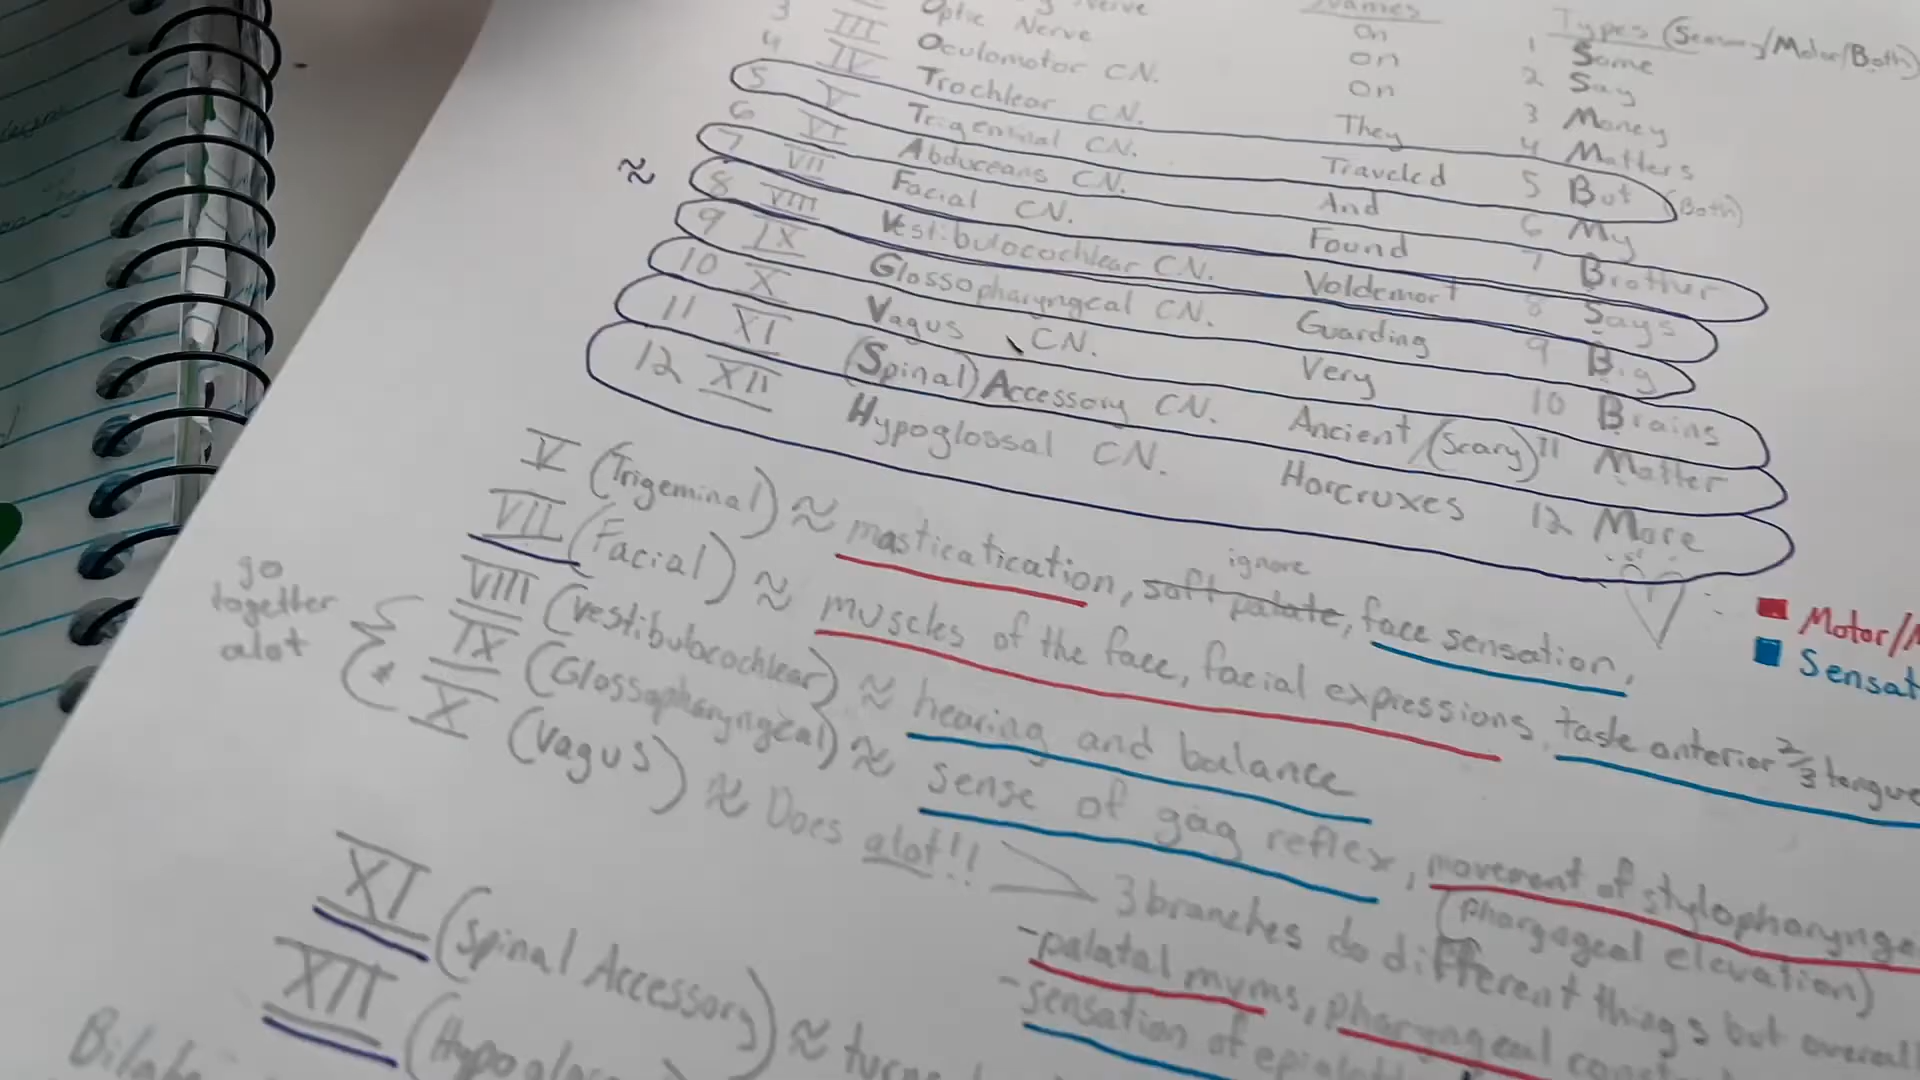 Nerve Names Types (Sensory/Motor/Both)
Optic Nerve On 1 Some
3 III Oculomotor CN. On 2 Say
4 IV Trochlear CN. On 3 Money
5 V Trigeminal CN. They 4 Matters
6 VI Abduceans CN. Traveled 5 But (Both)
7 VII Facial CN. And 6 My
8 VIII Vestibulocochlear CN. Found 7 Brother
9 IX Glossopharyngeal CN. Voldemort 8 Says
10 X Vagus CN. Guarding 9 Big
11 XI (Spinal) Accessory CN. Very 10 Brains
12 XII Hypoglossal CN. Ancient (Scary) 11 Matter
Horcruxes 12 More
≈
V (Trigeminal) ≈ masticatication, soft palate, face sensation,
ignore
VII (Facial) ≈ muscles of the face, facial expressions, taste anterior 2/3 tongue
VIII (Vestibulocochlear) ≈ hearing and balance
go together alot
* IX (Glossopharyngeal) ≈ sense of gag reflex, movement of
(phargageal elevation)
X (Vagus) ≈ Does alot!! 3 branches do different things but overall
-palatal mvms, pharyngeal
-sensation of
XI (Spinal Accessory) ≈
XII
Motor/